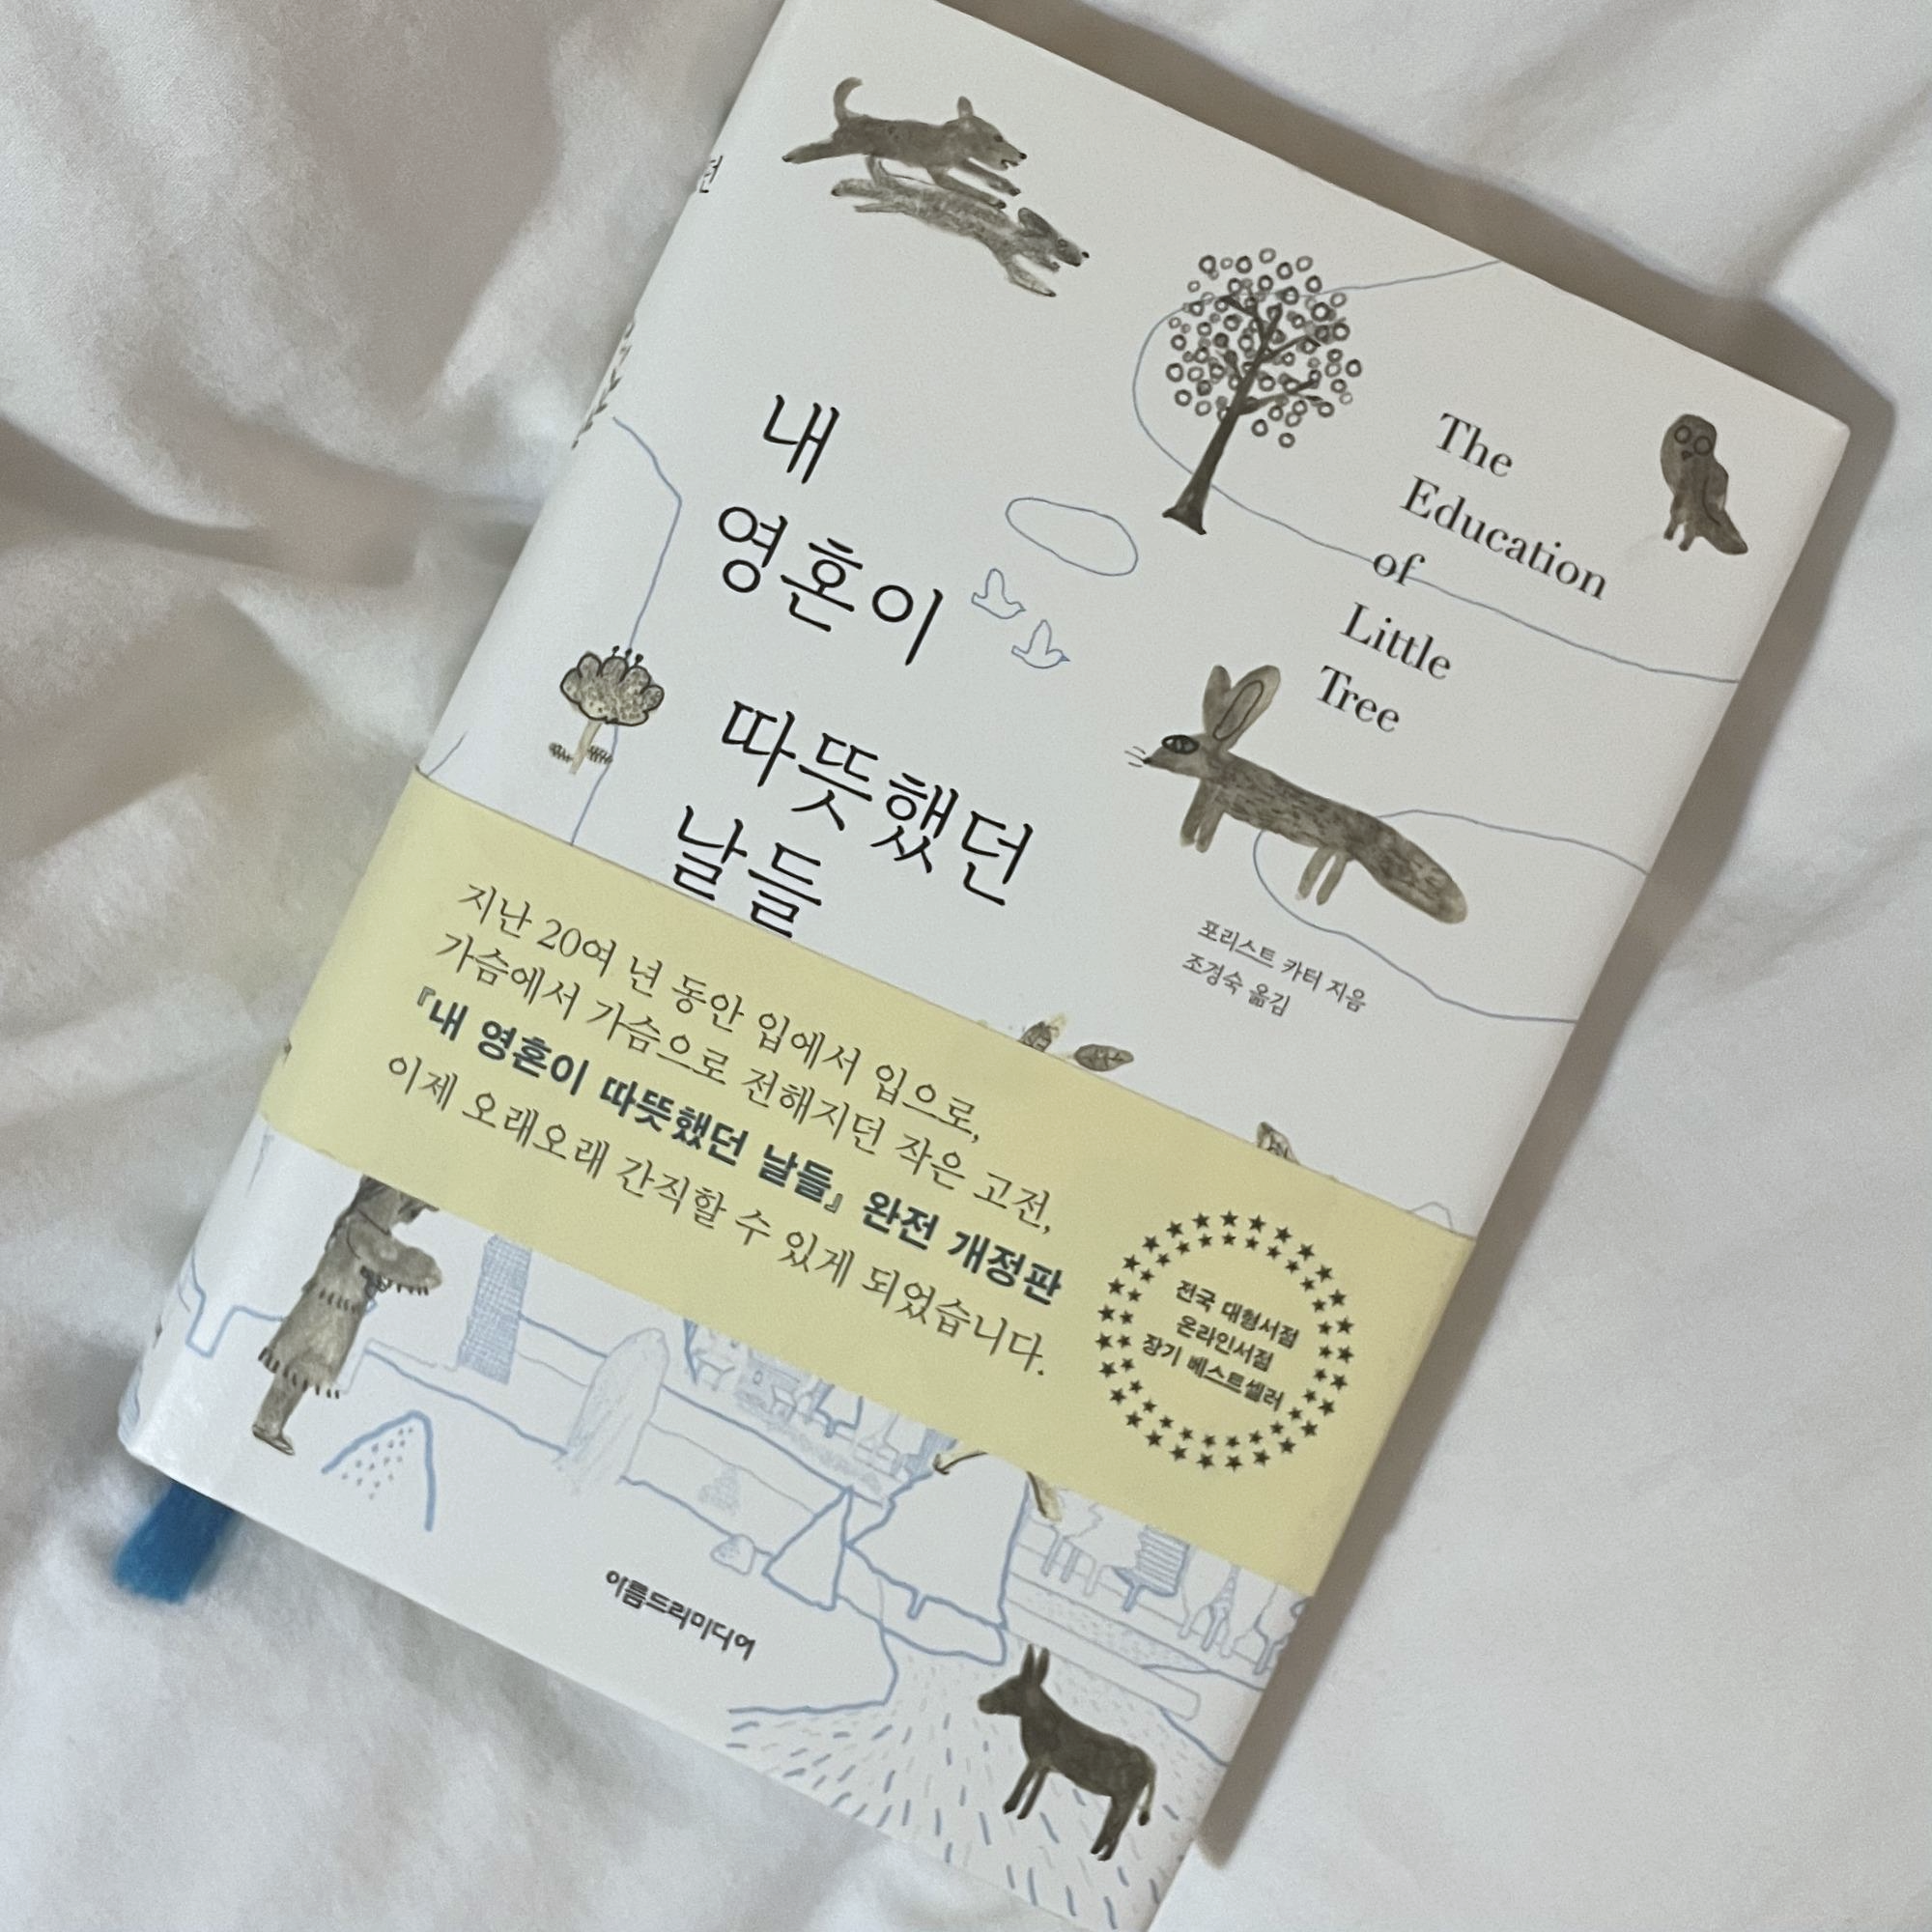 내
영혼이
따뜻했던
날들
The
Education
of
Little
Tree
포리스트 카터 지음
조경숙 옮김
지난 20여 년 동안 입에서 입으로,
가슴에서 가슴으로 전해지던 작은 고전,
『내 영혼이 따뜻했던 날들』 완전 개정판
이제 오래오래 간직할 수 있게 되었습니다.
전국 대형서점
온라인서점
장기 베스트셀러
아름드리미디어